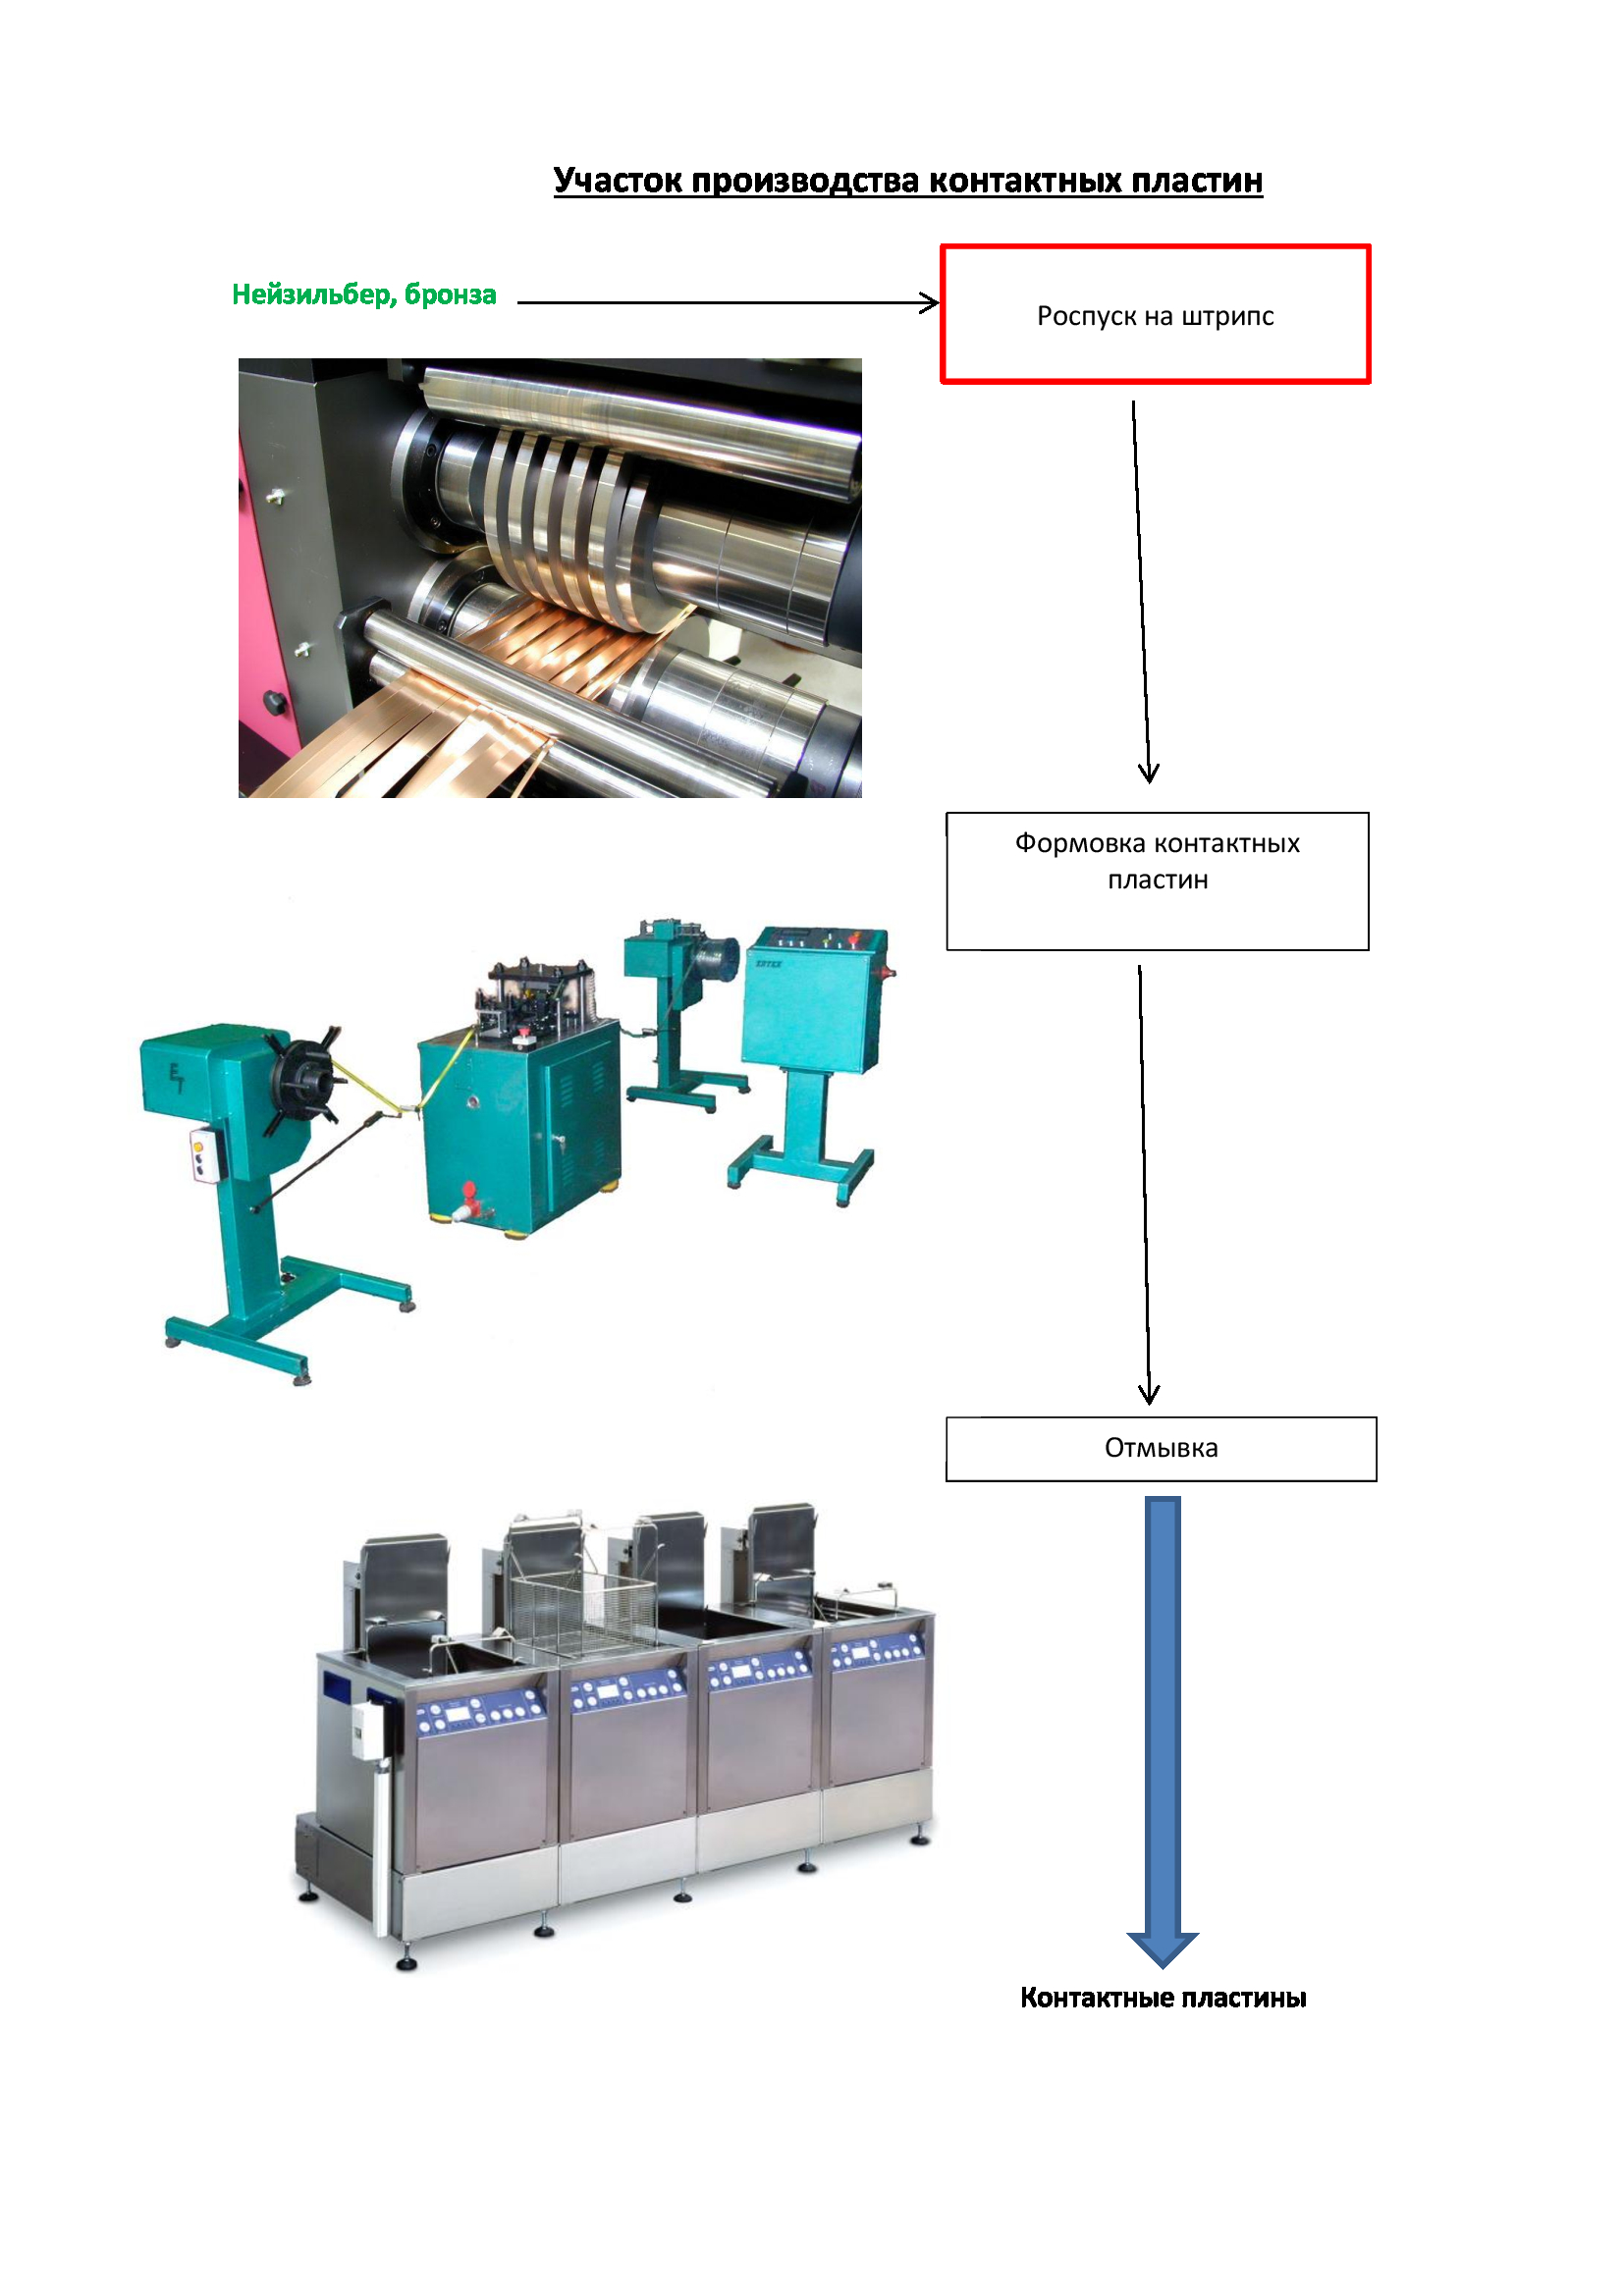 Участок производства контактных пластин
Нейзильбер, бронза
Роспуск на штрипс
Формовка контактных
пластин
Отмывка
Контактные пластины